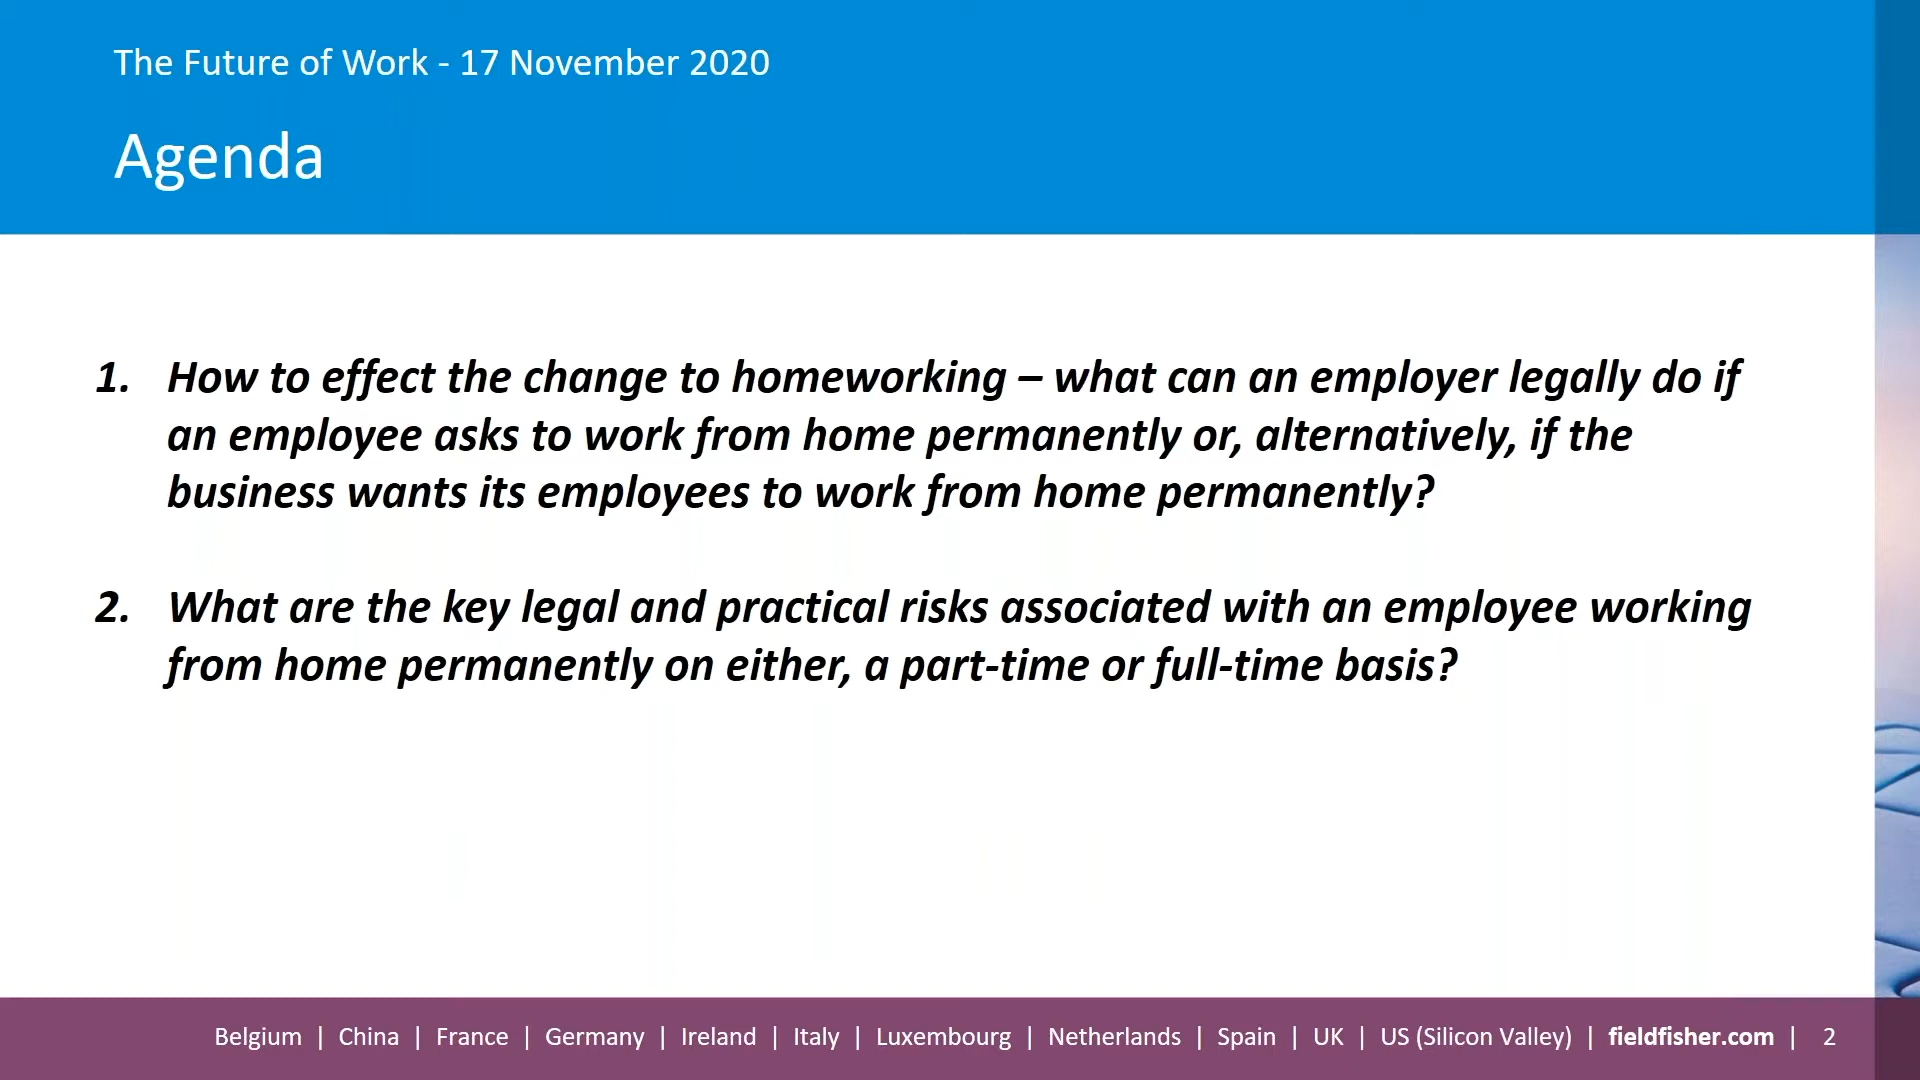 The Future of Work - 17 November 2020
Agenda
1. How to effect the change to homeworking – what can an employer legally do if
an employee asks to work from home permanently or, alternatively, if the
business wants its employees to work from home permanently?
2. What are the key legal and practical risks associated with an employee working
from home permanently on either, a part-time or full-time basis?
Belgium | China | France | Germany | Ireland | Italy | Luxembourg | Netherlands | Spain | UK | US (Silicon Valley) | fieldfisher.com | 2